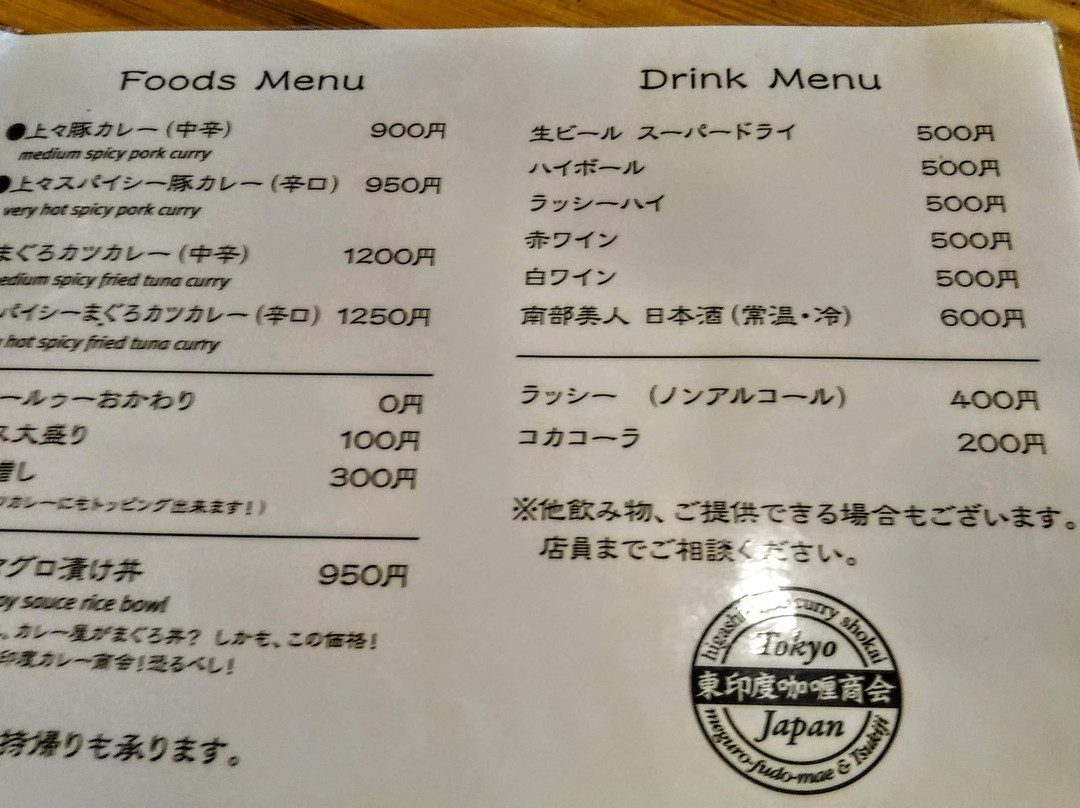 Foods Menu
●上々豚カレー（中辛） 900円
medium spicy pork curry
●上々スパイシー豚カレー（辛口） 950円
very hot spicy pork curry
まぐろカツカレー（中辛） 1200円
edium spicy fried tuna curry
パイシーまぐろカツカレー（辛口） 1250円
hot spicy fried tuna curry
ールゥーおかわり 0円
ス大盛り 100円
増し 300円
カレーにもトッピング出来ます！）
マグロ漬け丼 950円
oy sauce rice bowl
、カレー屋がまぐろ丼？ しかも、この価格！
印度カレー商会！恐るべし！
持帰りも承ります。
Drink Menu
生ビール スーパードライ 500円
ハイボール 500円
ラッシーハイ 500円
赤ワイン 500円
白ワイン 500円
南部美人 日本酒（常温・冷） 600円
ラッシー （ノンアルコール） 400円
コカコーラ 200円
※他飲み物、ご提供できる場合もございます。
店員までご相談ください。
higashi curry shokai
Tokyo
東印度咖喱商会
Japan
meguro-fudo-mae & Tsukiji